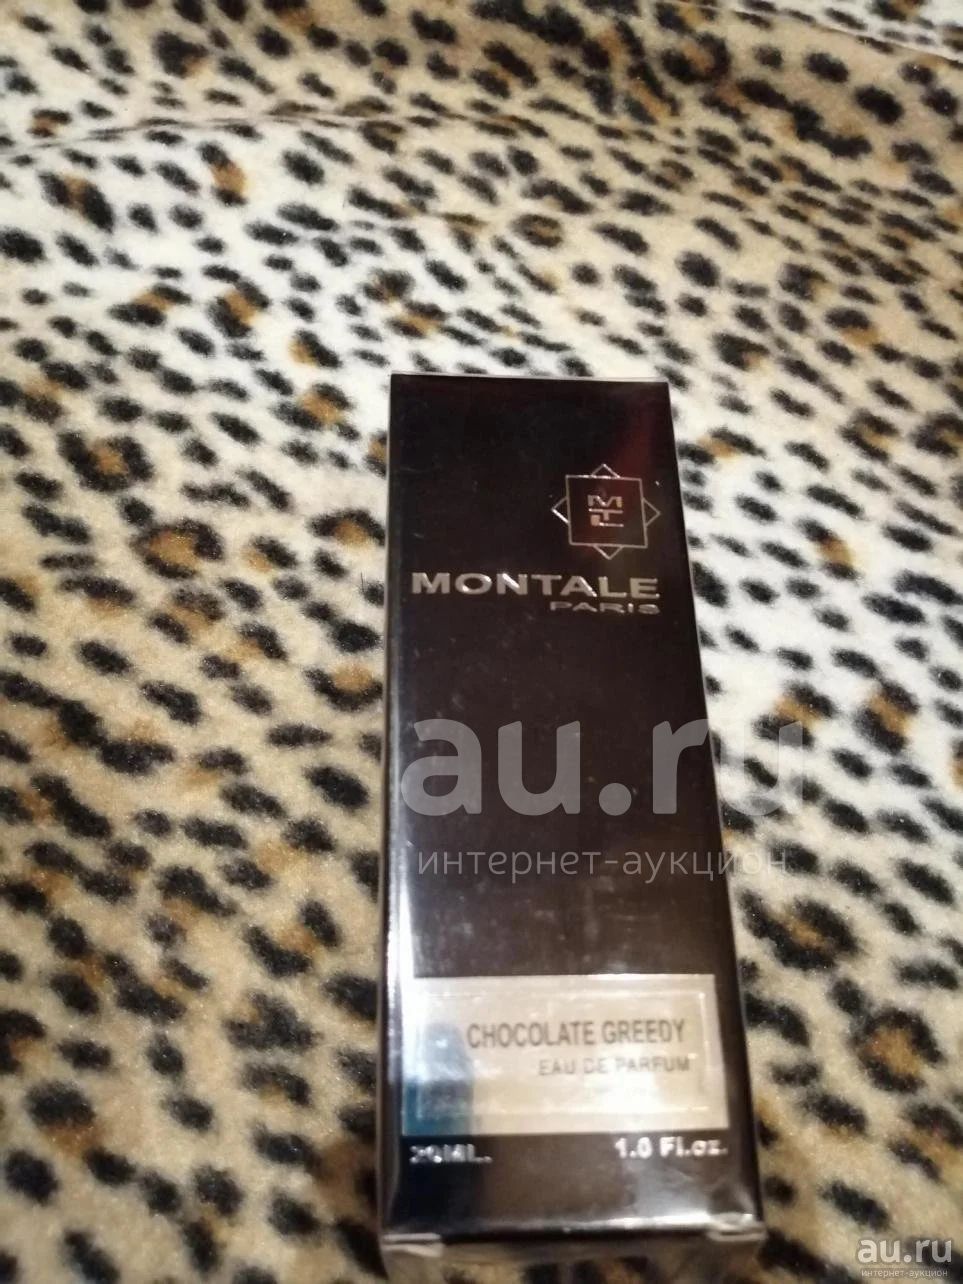 MT
MONTALE
PARIS
au.ru
интернет-аукцион
CHOCOLATE GREEDY
EAU DE PARFUM
1.0 Fl.oz.
au.ru
интернет-аукцион